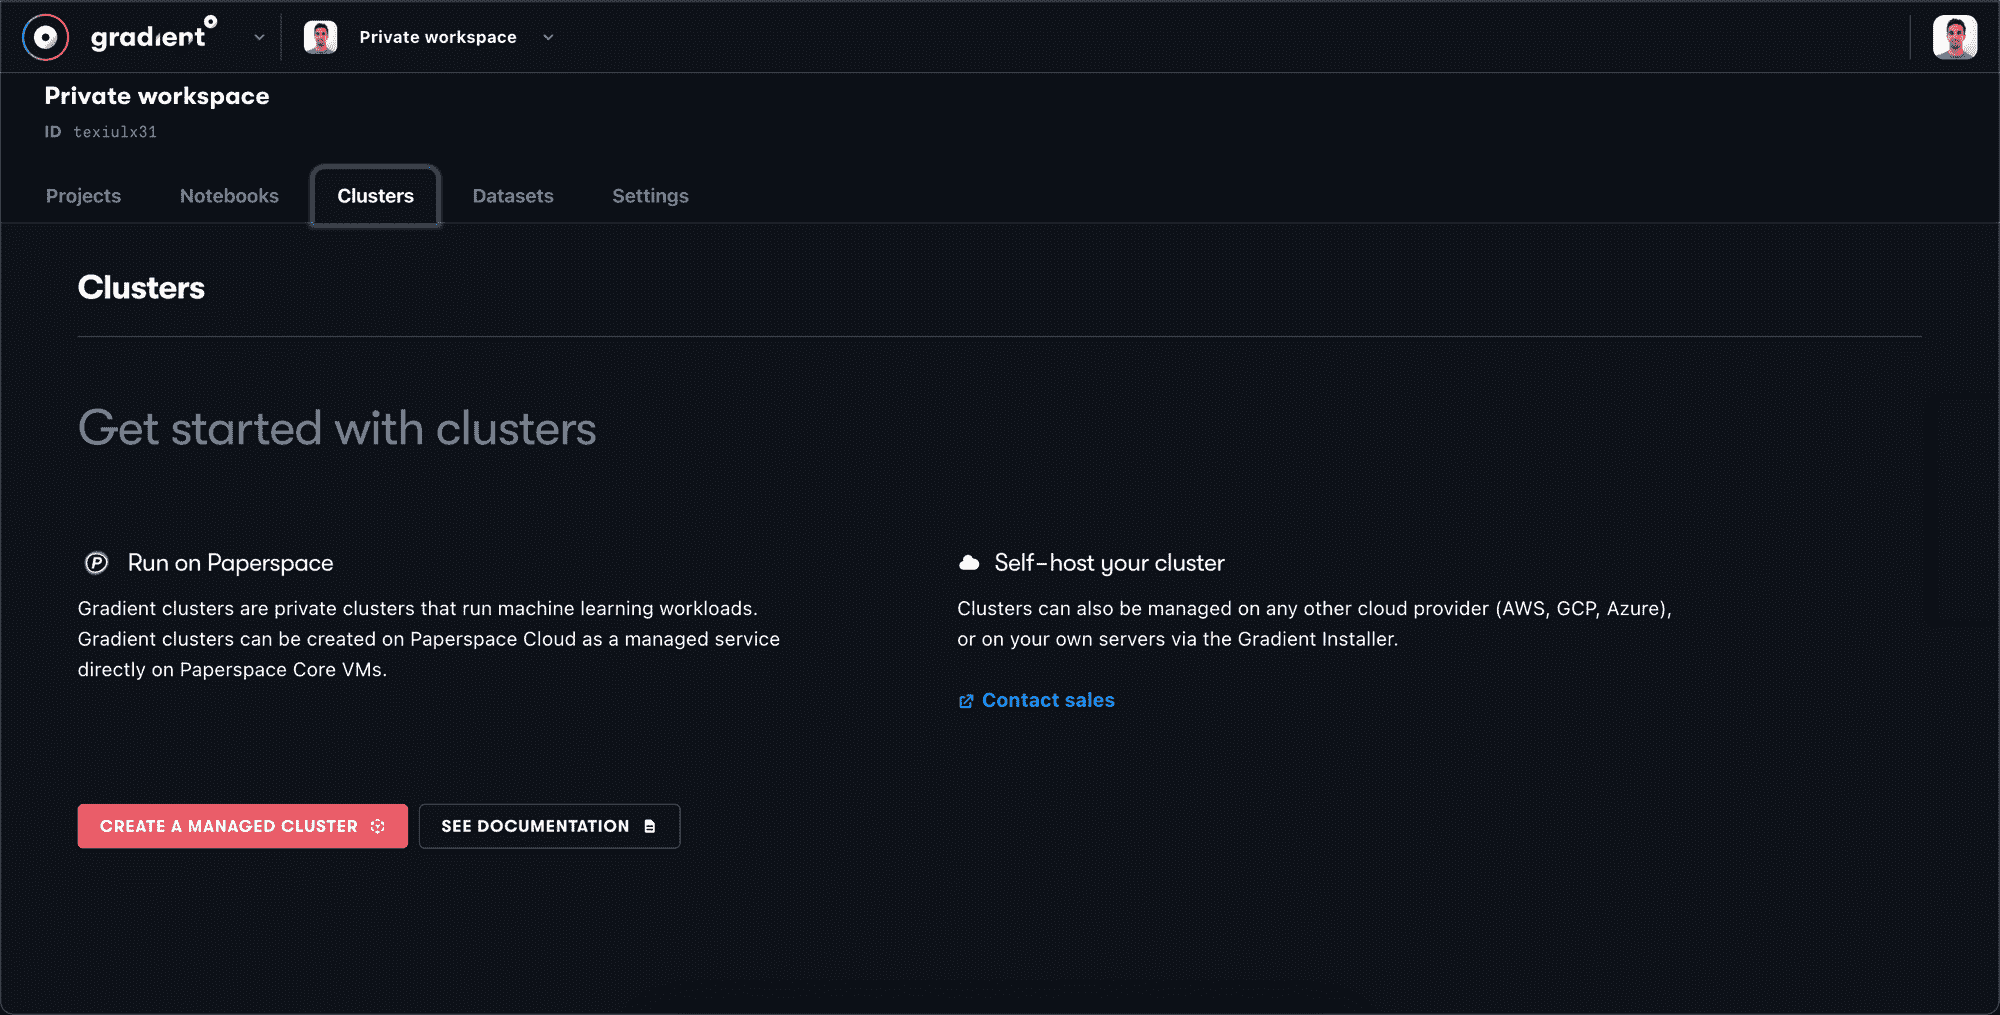 gradient
Private workspace
Private workspace
ID texiulx31
Projects
Notebooks
Clusters
Datasets
Settings
Clusters
Get started with clusters
P
Run on Paperspace
Gradient clusters are private clusters that run machine learning workloads.
Gradient clusters can be created on Paperspace Cloud as a managed service
directly on Paperspace Core VMs.
Self-host your cluster
Clusters can also be managed on any other cloud provider (AWS, GCP, Azure),
or on your own servers via the Gradient Installer.
Contact sales
CREATE A MANAGED CLUSTER
SEE DOCUMENTATION